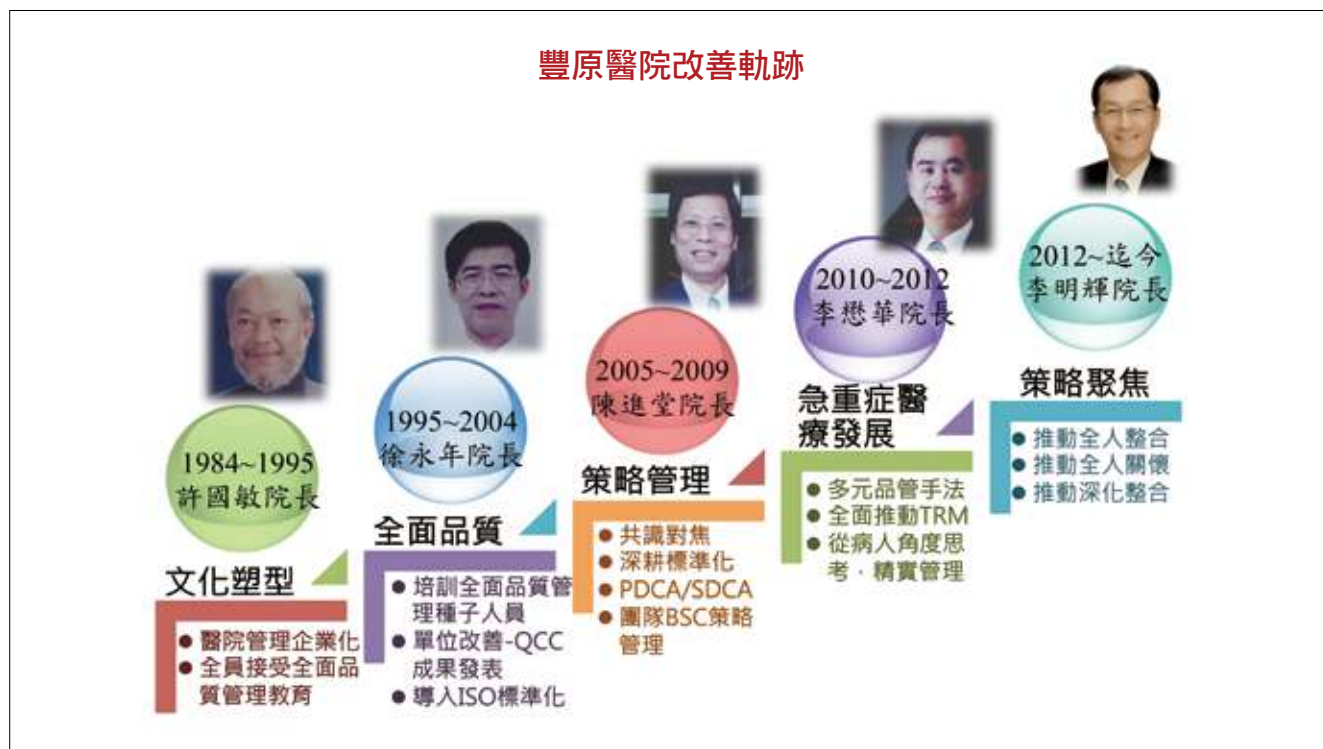 豐原醫院改善軌跡
1984~1995
許國敏院長
文化塑型
● 醫院管理企業化
● 全員接受全面品
質管理教育
1995~2004
徐永年院長
全面品質
● 培訓全面品質管
理種子人員
● 單位改善-QCC
成果發表
● 導入ISO標準化
2005~2009
陳進堂院長
策略管理
● 共識對焦
● 深耕標準化
● PDCA/SDCA
● 團隊BSC策略
管理
2010~2012
李懋華院長
急重症醫
療發展
● 多元品管手法
● 全面推動TRM
● 從病人角度思
考‧精實管理
2012~迄今
李明輝院長
策略聚焦
● 推動全人整合
● 推動全人關懷
● 推動深化整合